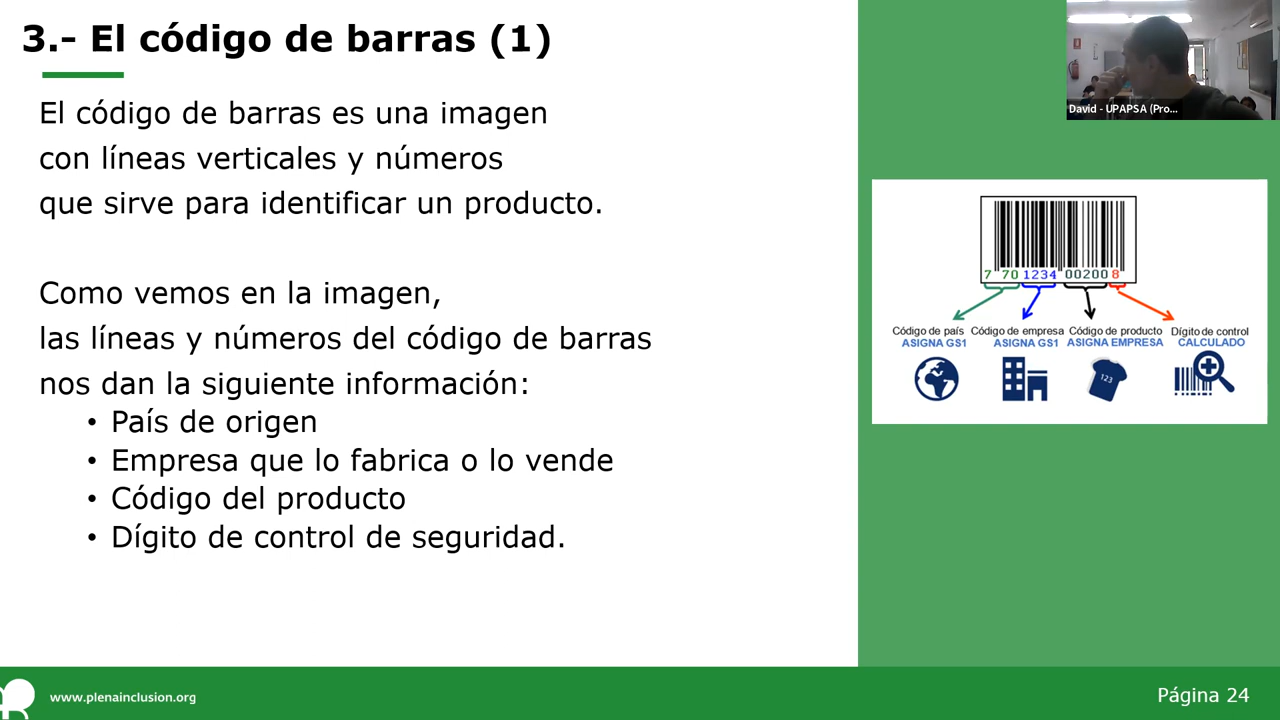 3.- El código de barras (1)
El código de barras es una imagen
con líneas verticales y números
que sirve para identificar un producto.
Como vemos en la imagen,
las líneas y números del código de barras
nos dan la siguiente información:
• País de origen
• Empresa que lo fabrica o lo vende
• Código del producto
• Dígito de control de seguridad.
David - UPAPSA (Pro...
7 70 1234 00200 8
Código de país Código de empresa Código de producto Dígito de control
ASIGNA GS1 ASIGNA GS1 ASIGNA EMPRESA CALCULADO
123
www.plenainclusion.org
Página 24